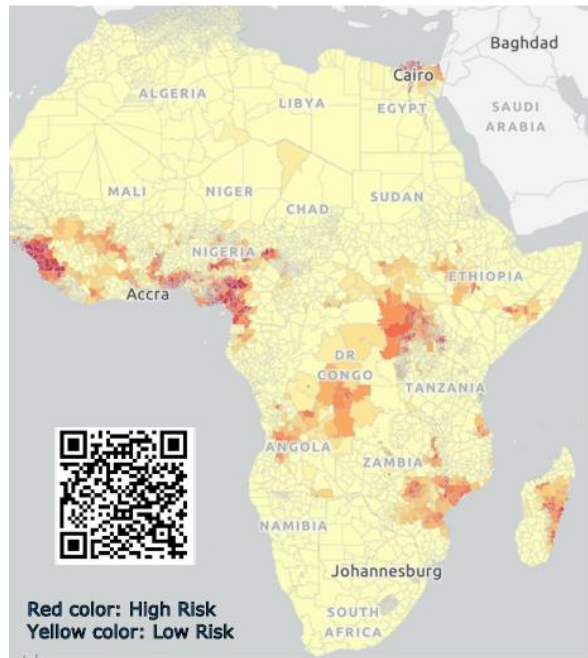 Baghdad
Cairo
ALGERIA
LIBYA
EGYPT
SAUDI
ARABIA
MALI
NIGER
CHAD
SUDAN
NIGERIA
ETHIOPIA
Accra
DR
CONGO
TANZANIA
ANGOLA
ZAMBIA
NAMIBIA
Johannesburg
SOUTH
AFRICA
Red color: High Risk
Yellow color: Low Risk